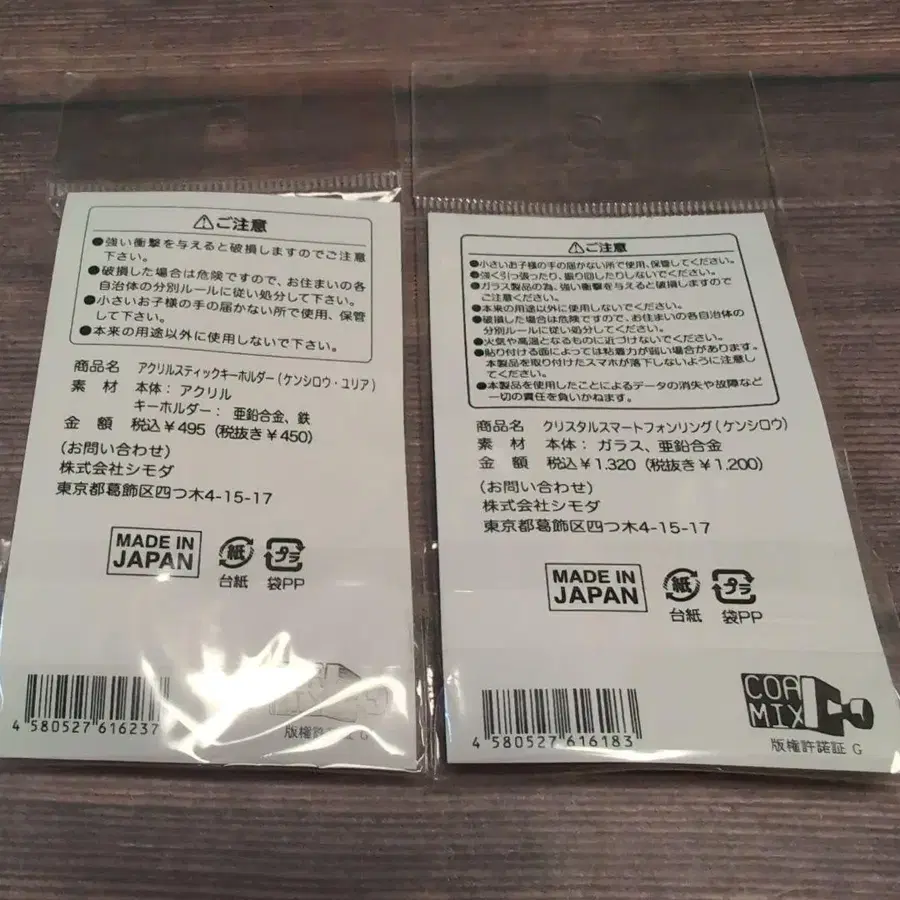 ⚠ご注意
●強い衝撃を与えると破損しますのでご注意
下さい。
●破損した場合は危険ですので、お住まいの各
自治体の分別ルールに従い処分して下さい。
●小さいお子様の手の届かない所で使用、保管
して下さい。
●本来の用途以外に使用しないで下さい。
商品名 アクリルスティックキーホルダー(ケンシロウ・ユリア)
素 材 本体: アクリル
キーホルダー: 亜鉛合金、鉄
金 額 税込¥495 (税抜き¥450)
(お問い合わせ)
株式会社シモダ
東京都葛飾区四つ木4-15-17
MADE IN
JAPAN
紙
プラ
台紙 袋PP
4 580527 616237
版権許諾証 G
⚠ご注意
●小さいお子様の手の届かない所で使用、保管してください。
●強く引っ張ったり、振り回したりしないでください。
●ガラス製品の為、強い衝撃を与えると破損しますので
ご注意ください。
●本来の用途以外に使用しないでください。
●破損した場合は危険ですので、お住まいの各自治体の
分別ルールに従い処分してください。
●火気や高温となるものに近づけないでください。
●貼り付ける面によっては粘着力が弱い場合があります。
本製品を取り付けたスマホが落下しないように注意し
てください。
●本製品を使用したことによるデータの消失や故障など
一切の責任を負いかねます。
商品名 クリスタルスマートフォンリング(ケンシロウ)
素 材 本体: ガラス、亜鉛合金
金 額 税込¥1.320 (税抜き¥1.200)
(お問い合わせ)
株式会社シモダ
東京都葛飾区四つ木4-15-17
MADE IN
JAPAN
紙
プラ
台紙 袋PP
4 580527 616183
COA
MIX
版権許諾証 G